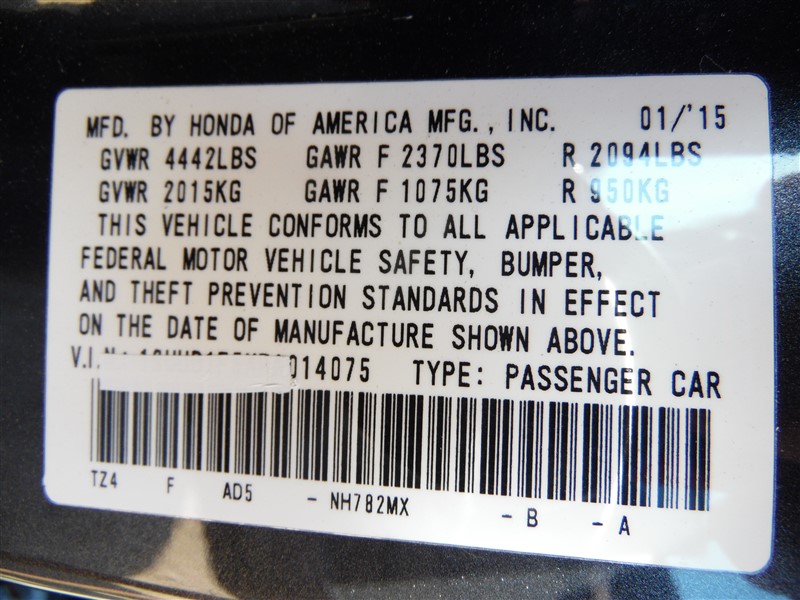 MFD. BY HONDA OF AMERICA MFG., INC. 01/'15
GVWR 4442LBS GAWR F 2370LBS R 2094LBS
GVWR 2015KG GAWR F 1075KG R 950KG
THIS VEHICLE CONFORMS TO ALL APPLICABLE
FEDERAL MOTOR VEHICLE SAFETY, BUMPER,
AND THEFT PREVENTION STANDARDS IN EFFECT
ON THE DATE OF MANUFACTURE SHOWN ABOVE.
V.I.N.: 014075 TYPE: PASSENGER CAR
TZ4 F AD5 - NH782MX - B - A